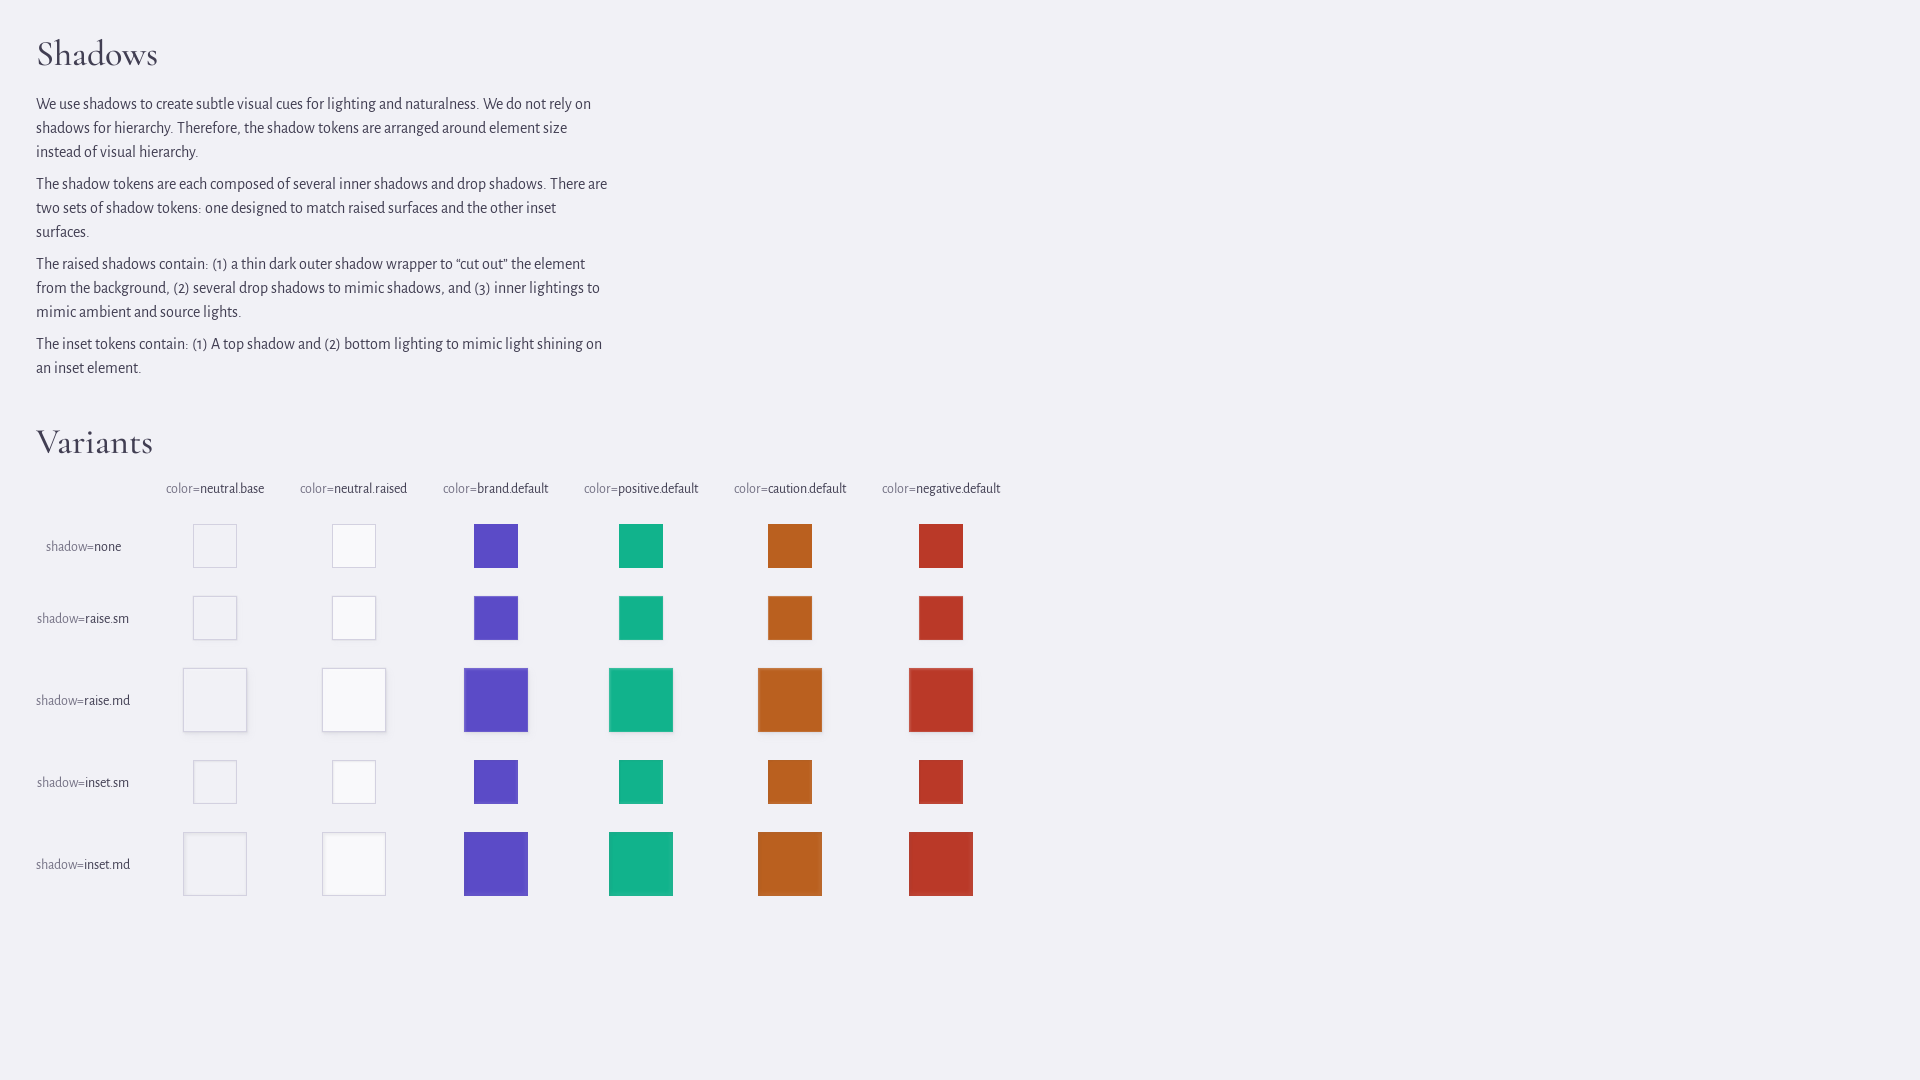 Shadows
We use shadows to create subtle visual cues for lighting and naturalness. We do not rely on
shadows for hierarchy. Therefore, the shadow tokens are arranged around element size
instead of visual hierarchy.
The shadow tokens are each composed of several inner shadows and drop shadows. There are
two sets of shadow tokens: one designed to match raised surfaces and the other inset
surfaces.
The raised shadows contain: (1) a thin dark outer shadow wrapper to “cut out” the element
from the background, (2) several drop shadows to mimic shadows, and (3) inner lightings to
mimic ambient and source lights.
The inset tokens contain: (1) A top shadow and (2) bottom lighting to mimic light shining on
an inset element.
Variants
color=neutral.base color=neutral.raised color=brand.default color=positive.default color=caution.default color=negative.default
shadow=none
shadow=raise.sm
shadow=raise.md
shadow=inset.sm
shadow=inset.md